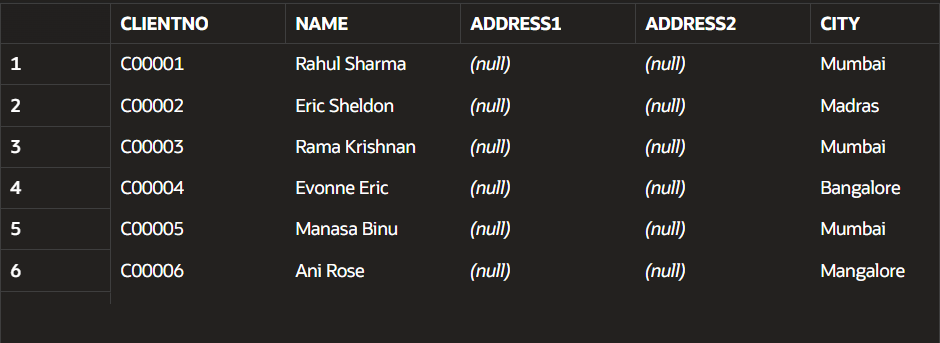 CLIENTNO NAME ADDRESS1 ADDRESS2 CITY
1 C00001 Rahul Sharma (null) (null) Mumbai
2 C00002 Eric Sheldon (null) (null) Madras
3 C00003 Rama Krishnan (null) (null) Mumbai
4 C00004 Evonne Eric (null) (null) Bangalore
5 C00005 Manasa Binu (null) (null) Mumbai
6 C00006 Ani Rose (null) (null) Mangalore